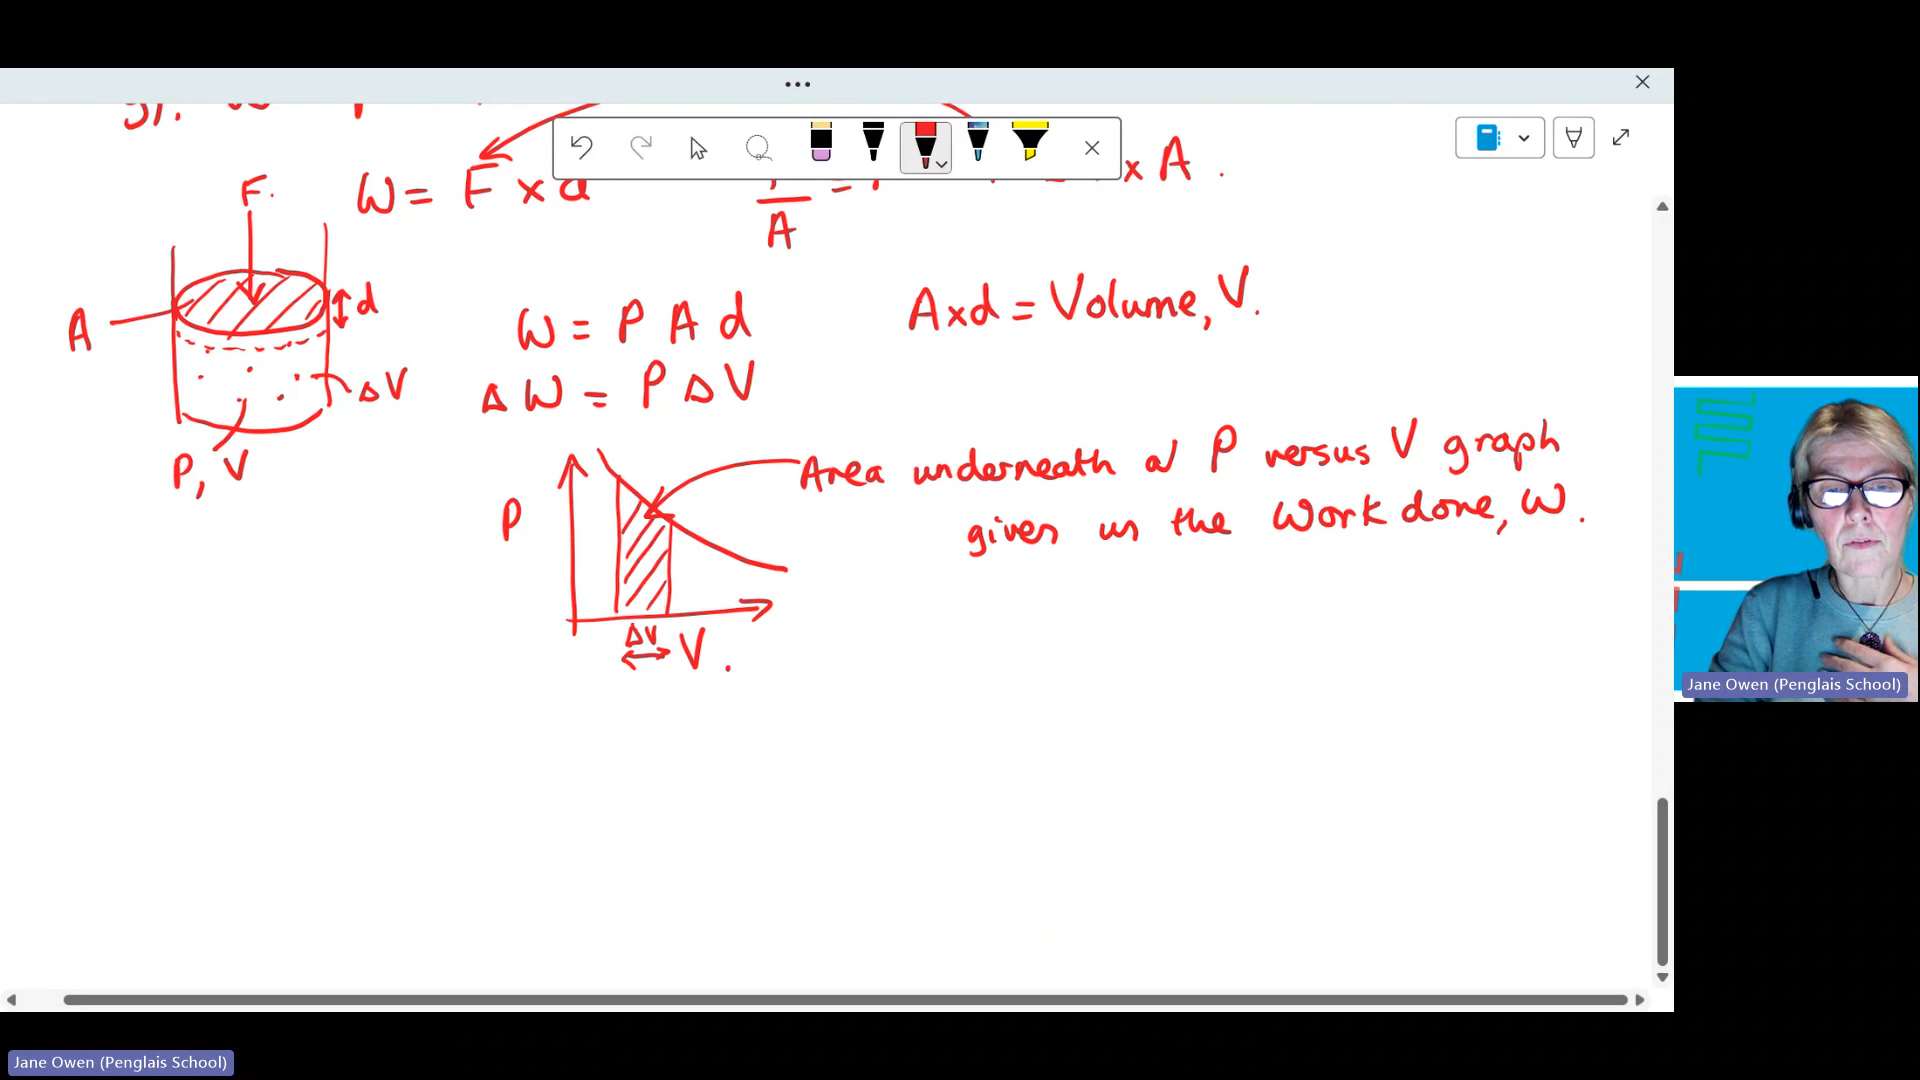 F.
W = F x d
A
x A .
A
d
ΔV
P, V
W = P A d
A x d = Volume, V.
ΔW = P ΔV
Area underneath a P versus V graph
gives us the Work done, W.
P
ΔV
V.
Jane Owen (Penglais School)
Jane Owen (Penglais School)